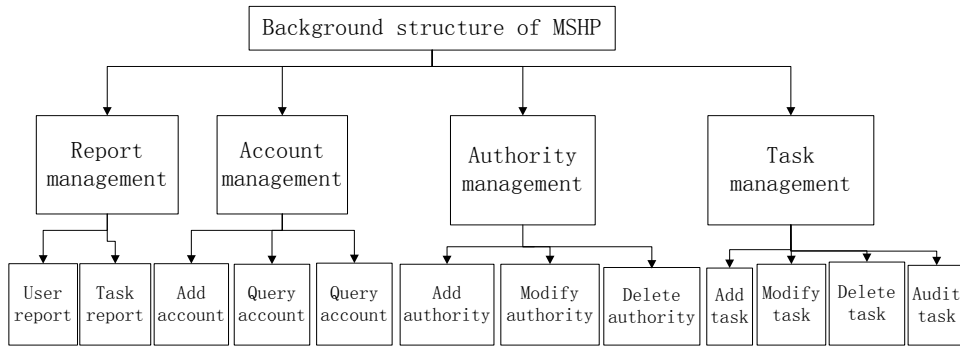 Background structure of MSHP
Report
management
Account
management
Authority
management
Task
management
User
report
Task
report
Add
account
Query
account
Query
account
Add
authority
Modify
authority
Delete
authority
Add
task
Modify
task
Delete
task
Audit
task